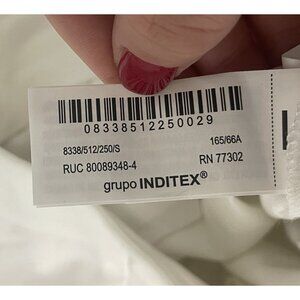 08338512250029
8338/512/250/S 165/66A
RUC 80089348-4 RN 77302
grupo INDITEX®